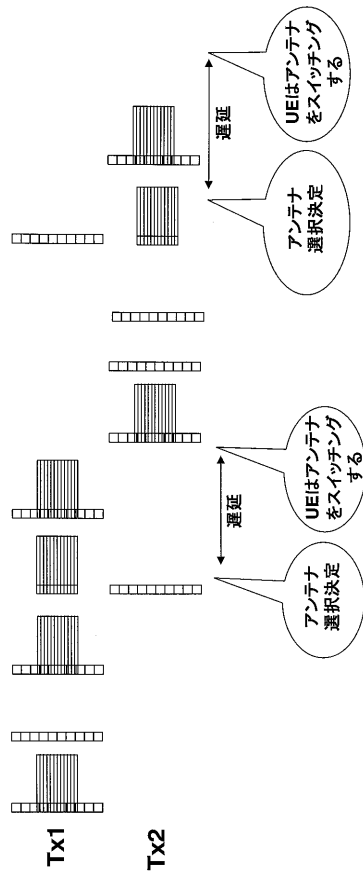 Tx1
Tx2
アンテナ
選択決定
遅延
UEはアンテナ
をスイッチング
する
アンテナ
選択決定
遅延
UEはアンテナ
をスイッチング
する